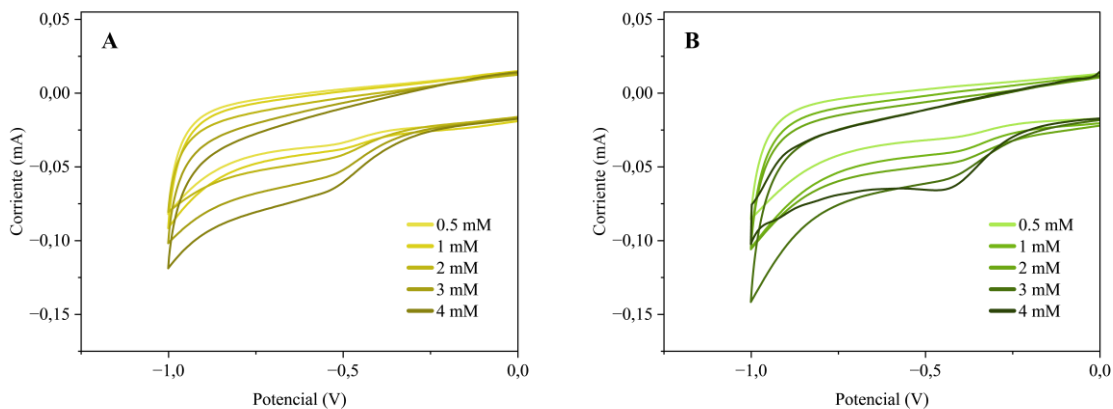 A
0,05
0,00
−0,05
−0,10
−0,15
Corriente (mA)
−1,0
−0,5
0,0
Potencial (V)
0.5 mM
1 mM
2 mM
3 mM
4 mM
B
0,05
0,00
−0,05
−0,10
−0,15
Corriente (mA)
−1,0
−0,5
0,0
Potencial (V)
0.5 mM
1 mM
2 mM
3 mM
4 mM